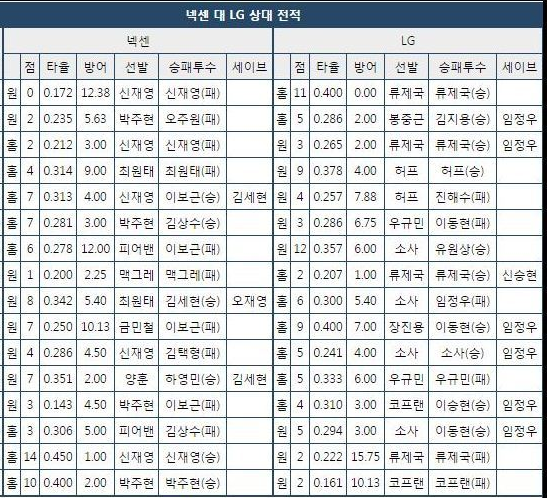 넥센 대 LG 상대 전적
넥센 LG
점 타율 방어 선발 승패투수 세이브 점 타율 방어 선발 승패투수 세이브
원 0 0.172 12.38 신재영 신재영(패) 홈 11 0.400 0.00 류제국 류제국(승)
원 2 0.235 5.63 박주현 오주원(패) 홈 5 0.286 2.00 봉중근 김지용(승) 임정우
홈 2 0.212 3.00 신재영 신재영(패) 원 3 0.265 2.00 류제국 류제국(승) 임정우
홈 4 0.314 9.00 최원태 최원태(패) 원 9 0.378 4.00 허프 허프(승)
홈 7 0.313 4.00 신재영 이보근(승) 김세현 원 4 0.257 7.88 허프 진해수(패)
홈 7 0.281 3.00 박주현 김상수(승) 원 3 0.286 6.75 우규민 이동현(패)
홈 6 0.278 12.00 피어밴 이보근(패) 원 12 0.357 6.00 소사 유원상(승)
원 1 0.200 2.25 맥그레 맥그레(패) 홈 2 0.207 1.00 류제국 류제국(승) 신승현
원 8 0.342 5.40 최원태 김세현(승) 오재영 홈 6 0.300 5.40 소사 임정우(패)
원 7 0.250 10.13 금민철 이보근(패) 홈 9 0.400 7.00 장진용 이동현(승) 임정우
원 4 0.286 4.50 신재영 김택형(패) 홈 5 0.241 4.00 소사 소사(승) 임정우
원 7 0.351 2.00 양훈 하영민(승) 김세현 홈 5 0.333 6.00 우규민 우규민(패)
원 3 0.143 4.50 박주현 이보근(패) 홈 4 0.310 3.00 코프랜 이승현(승) 임정우
홈 3 0.306 5.00 피어밴 김상수(패) 원 5 0.294 3.00 소사 이동현(승) 임정우
홈 14 0.450 1.00 신재영 신재영(승) 원 2 0.222 15.75 류제국 류제국(패)
홈 10 0.400 2.00 박주현 박주현(승) 원 2 0.161 10.13 코프랜 코프랜(패)